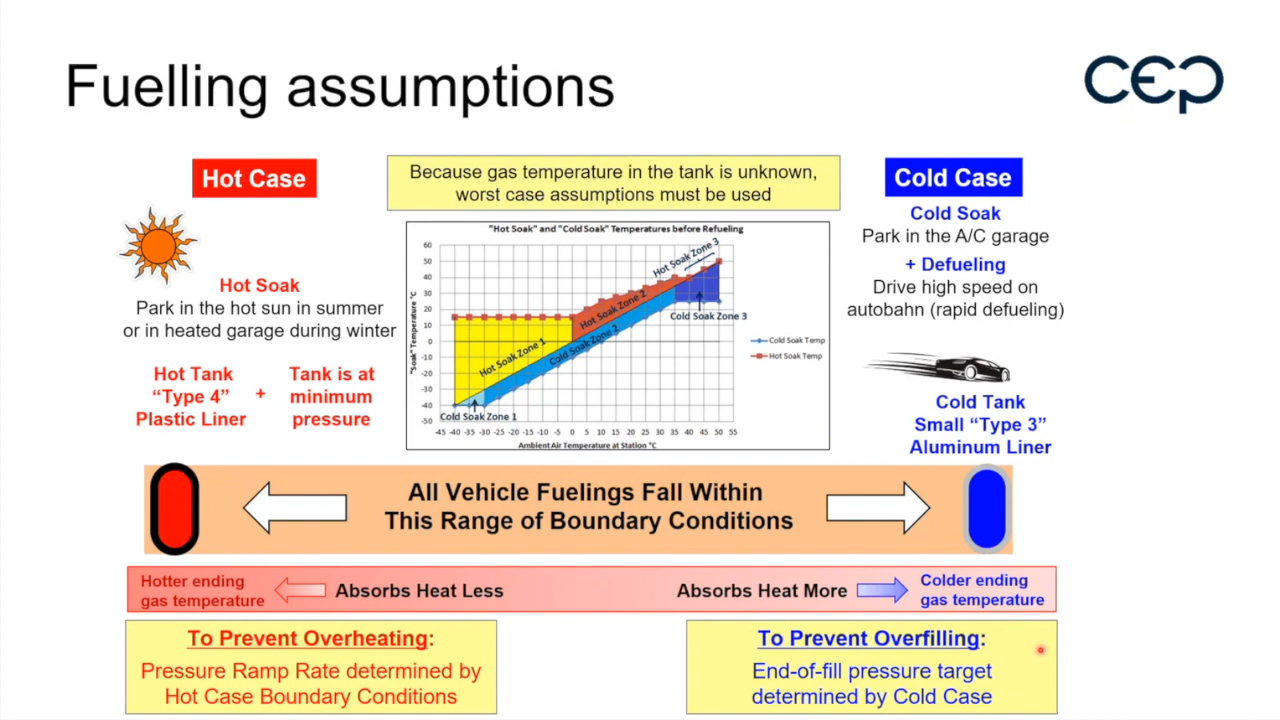 Fuelling assumptions
CEP
Hot Case
Because gas temperature in the tank is unknown,
worst case assumptions must be used
Cold Case
Cold Soak
Park in the A/C garage
+ Defueling
Drive high speed on
autobahn (rapid defueling)
Hot Soak
Park in the hot sun in summer
or in heated garage during winter
Hot Tank
"Type 4"
Plastic Liner
+
Tank is at
minimum
pressure
"Hot Soak" and "Cold Soak" Temperatures before Refueling
"Soak" Temperature °C
60
50
40
30
20
10
0
-10
-20
-30
-40
-50
Hot Soak Zone 1
Hot Soak Zone 2
Hot Soak Zone 3
Cold Soak Zone 1
Cold Soak Zone 2
Cold Soak Zone 3
Cold Soak Temp
Hot Soak Temp
-45 -40 -35 -30 -25 -20 -15 -10 -5 0 5 10 15 20 25 30 35 40 45 50 55
Ambient Air Temperature at Station °C
Cold Tank
Small "Type 3"
Aluminum Liner
All Vehicle Fuelings Fall Within
This Range of Boundary Conditions
Hotter ending
gas temperature
Absorbs Heat Less
Absorbs Heat More
Colder ending
gas temperature
To Prevent Overheating:
Pressure Ramp Rate determined by
Hot Case Boundary Conditions
To Prevent Overfilling:
End-of-fill pressure target
determined by Cold Case